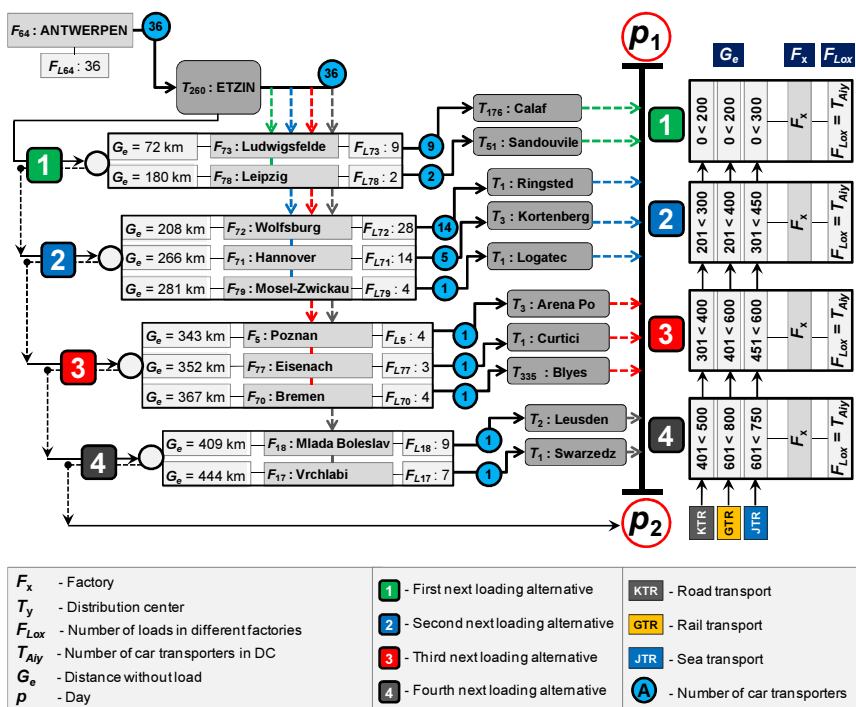 F64 : ANTWERPEN
36
FL64 : 36
T260 : ETZIN
36
p1
Ge
Fx
FLox
1
Ge = 72 km
F73 : Ludwigsfelde
FL73 : 9
9
T176 : Calaf
Ge = 180 km
F78 : Leipzig
FL78 : 2
2
T51 : Sandouvile
1
0 < 200
0 < 200
0 < 300
Fx
FLox = TAiy
2
Ge = 208 km
F72 : Wolfsburg
FL72 : 28
14
T1 : Ringsted
Ge = 266 km
F71 : Hannover
FL71 : 14
5
T3 : Kortenberg
Ge = 281 km
F79 : Mosel-Zwickau
FL79 : 4
1
T1 : Logatec
2
201 < 300
201 < 400
301 < 450
Fx
FLox = TAiy
3
Ge = 343 km
F5 : Poznan
FL5 : 4
1
T3 : Arena Po
Ge = 352 km
F77 : Eisenach
FL77 : 3
1
T1 : Curtici
Ge = 367 km
F70 : Bremen
FL70 : 4
1
T335 : Blyes
3
301 < 400
401 < 600
451 < 600
Fx
FLox = TAiy
4
Ge = 409 km
F18 : Mlada Boleslav
FL18 : 9
1
T2 : Leusden
Ge = 444 km
F17 : Vrchlabi
FL17 : 7
1
T1 : Swarzedz
4
401 < 500
601 < 800
601 < 750
Fx
FLox = TAiy
p2
KTR
GTR
JTR
Fx - Factory
Ty - Distribution center
FLox - Number of loads in different factories
TAiy - Number of car transporters in DC
Ge - Distance without load
p - Day
1 - First next loading alternative
2 - Second next loading alternative
3 - Third next loading alternative
4 - Fourth next loading alternative
KTR - Road transport
GTR - Rail transport
JTR - Sea transport
A - Number of car transporters